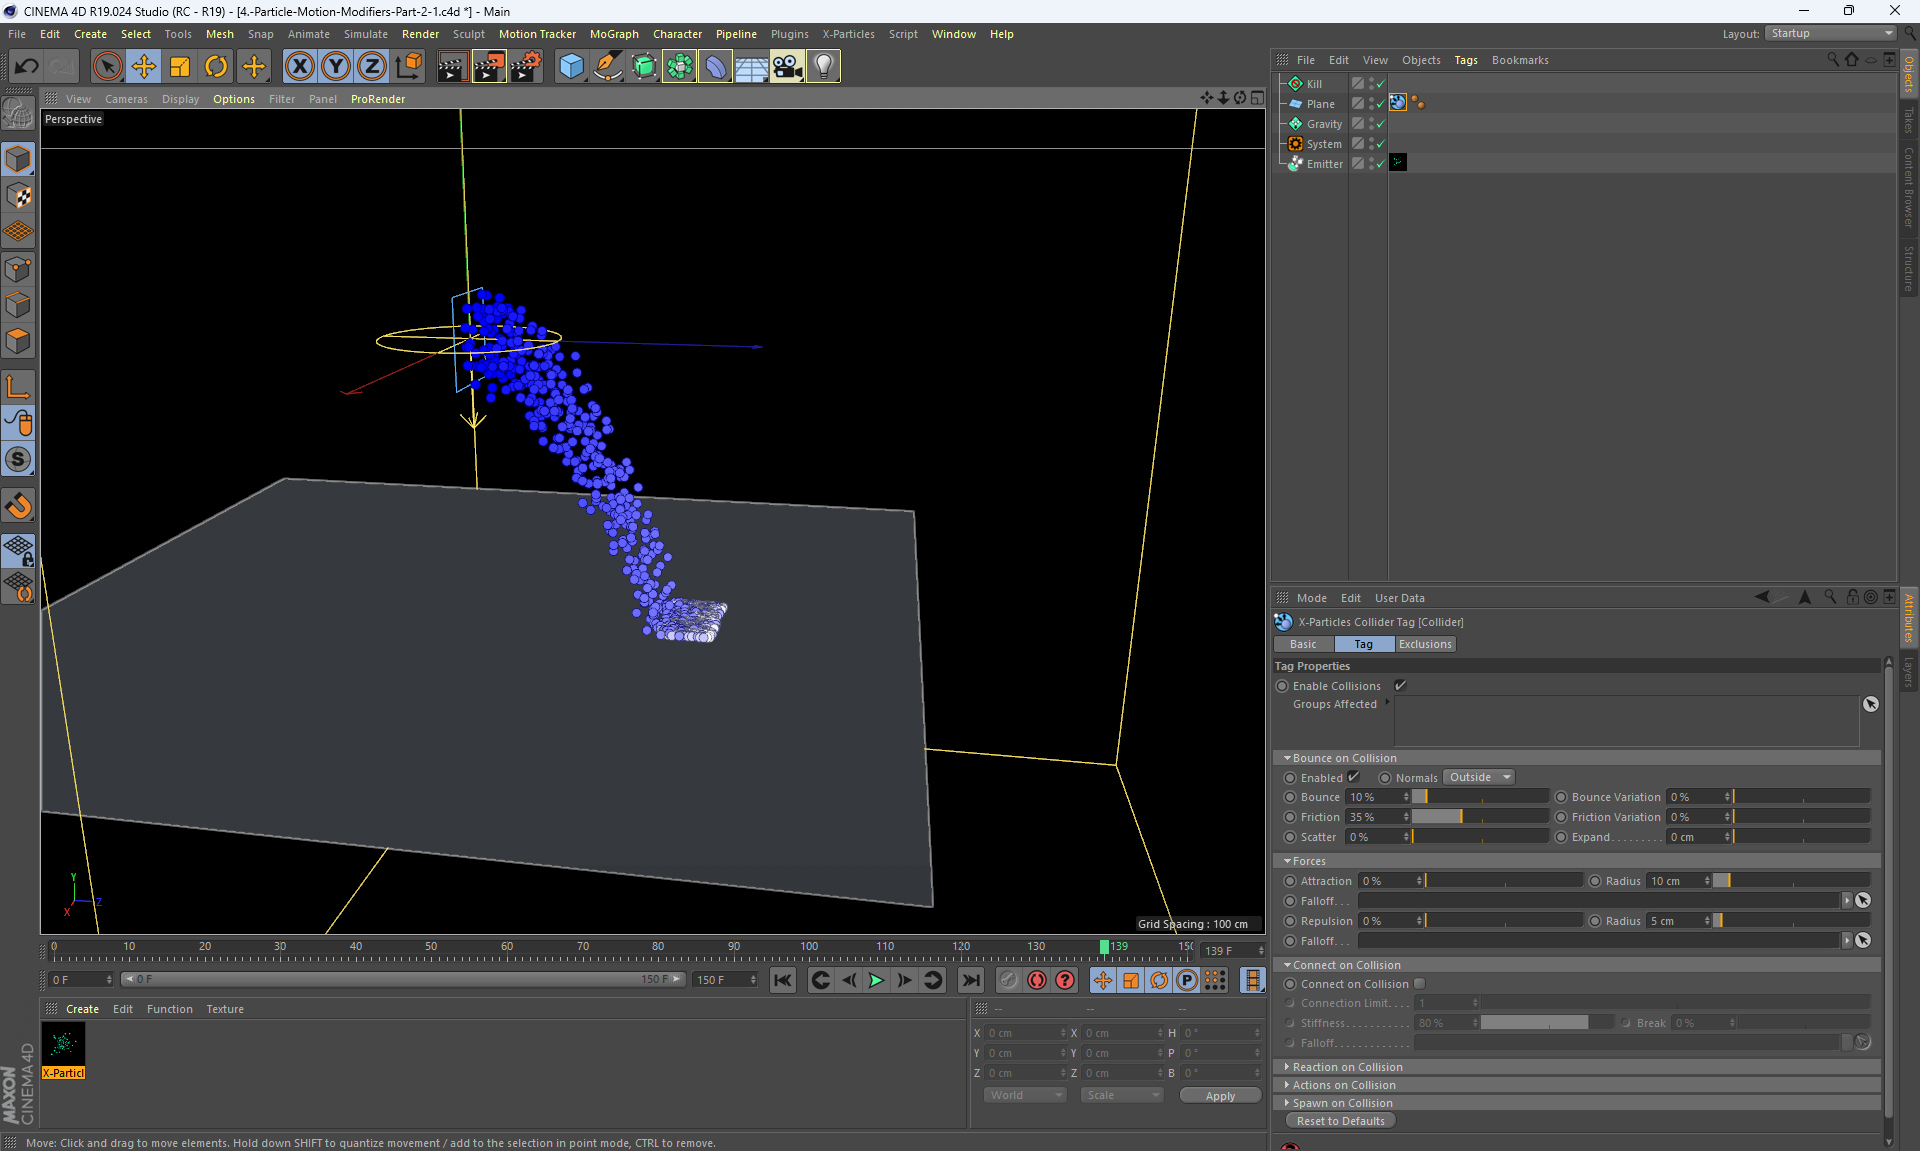 CINEMA 4D R19.024 Studio (RC - R19) - [4.-Particle-Motion-Modifiers-Part-2-1.c4d *] - Main
File Edit Create Select Tools Mesh Snap Animate Simulate Render Sculpt Motion Tracker MoGraph Character Pipeline Plugins X-Particles Script Window Help
Layout: Startup
File Edit View Objects Tags Bookmarks
View Cameras Display Options Filter Panel ProRender
Perspective
Kill
Plane
Gravity
System
Emitter
Objects
Takes
Content Browser
Structure
Mode Edit User Data
X-Particles Collider Tag [Collider]
Basic Tag Exclusions
Attributes
Layers
Tag Properties
Enable Collisions
Groups Affected
Bounce on Collision
Enabled Normals Outside
Bounce 10 % Bounce Variation 0 %
Friction 35 % Friction Variation 0 %
Scatter 0 % Expand......... 0 cm
Forces
Attraction 0 % Radius 10 cm
Falloff...
Repulsion 0 % Radius 5 cm
Falloff...
Connect on Collision
Connect on Collision
Connection Limit.... 1
Stiffness........... 80 % Break 0 %
Falloff.............
Reaction on Collision
Actions on Collision
Spawn on Collision
Reset to Defaults
Y
Z
X
Grid Spacing : 100 cm
0 10 20 30 40 50 60 70 80 90 100 110 120 130 139 150
139 F
0 F 0 F 150 F 150 F
Create Edit Function Texture
X-Particl
-- -- --
X 0 cm X 0 cm H 0 °
Y 0 cm Y 0 cm P 0 °
Z 0 cm Z 0 cm B 0 °
World Scale Apply
MAXON
CINEMA 4D
Move: Click and drag to move elements. Hold down SHIFT to quantize movement / add to the selection in point mode, CTRL to remove.